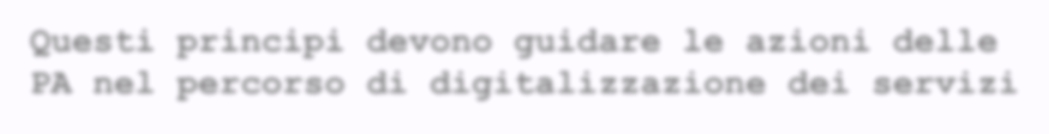 Questi principi devono guidare le azioni delle
PA nel percorso di digitalizzazione dei servizi